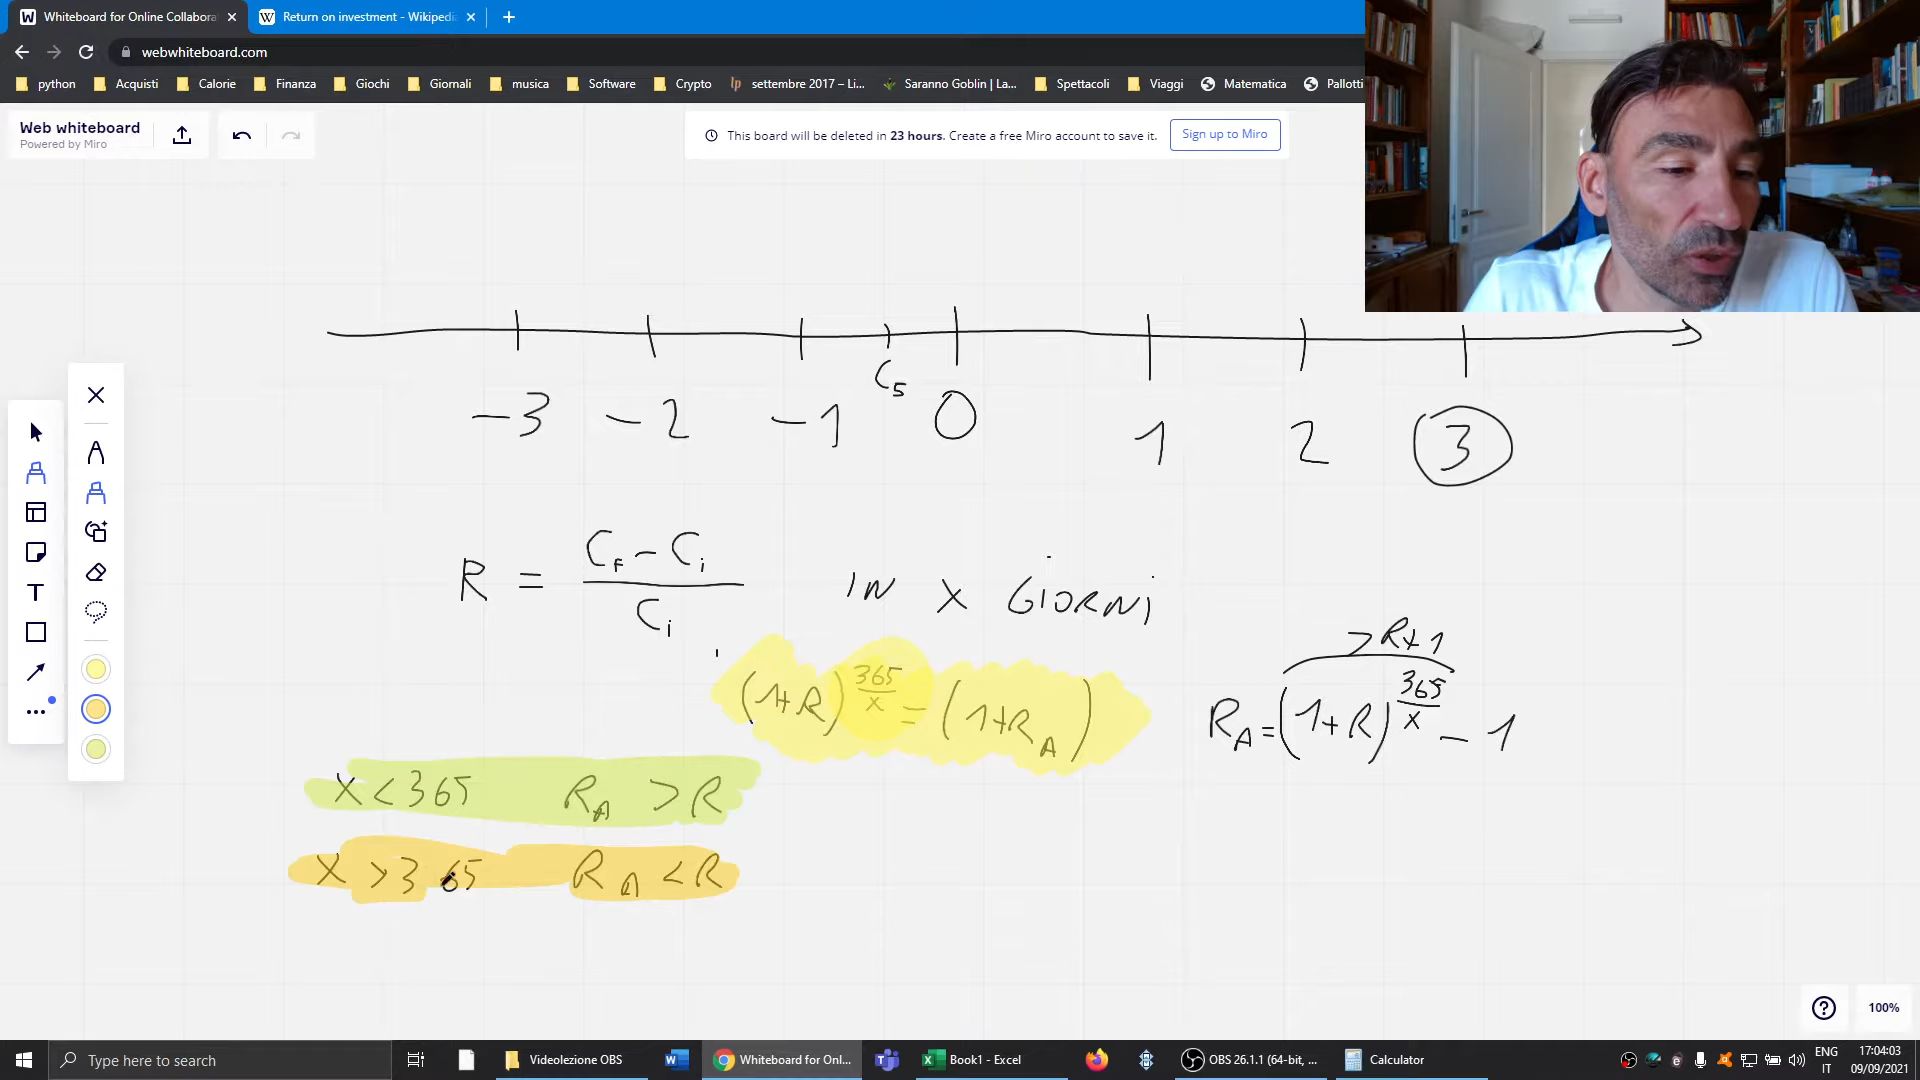 Whiteboard for Online Collabora
Return on investment - Wikipedi
webwhiteboard.com
python Acquisti Calorie Finanza Giochi Giornali musica Software Crypto settembre 2017 – Li... Saranno Goblin | La... Spettacoli Viaggi Matematica Pallotti
Web whiteboard
Powered by Miro
This board will be deleted in 23 hours. Create a free Miro account to save it.
Sign up to Miro
C5
-3 -2 -1 0 1 2 3
R = (CF - Ci) / Ci IN X GIORNI
> R+1
(1+R)^(365/x) = (1+RA)
RA = (1+R)^(365/x) - 1
X < 365 RA > R
X > 365 RA < R
100%
Type here to search
Videolezione OBS
Whiteboard for Onl...
Book1 - Excel
OBS 26.1.1 (64-bit, ...
Calculator
ENG
IT
17:04:03
09/09/2021